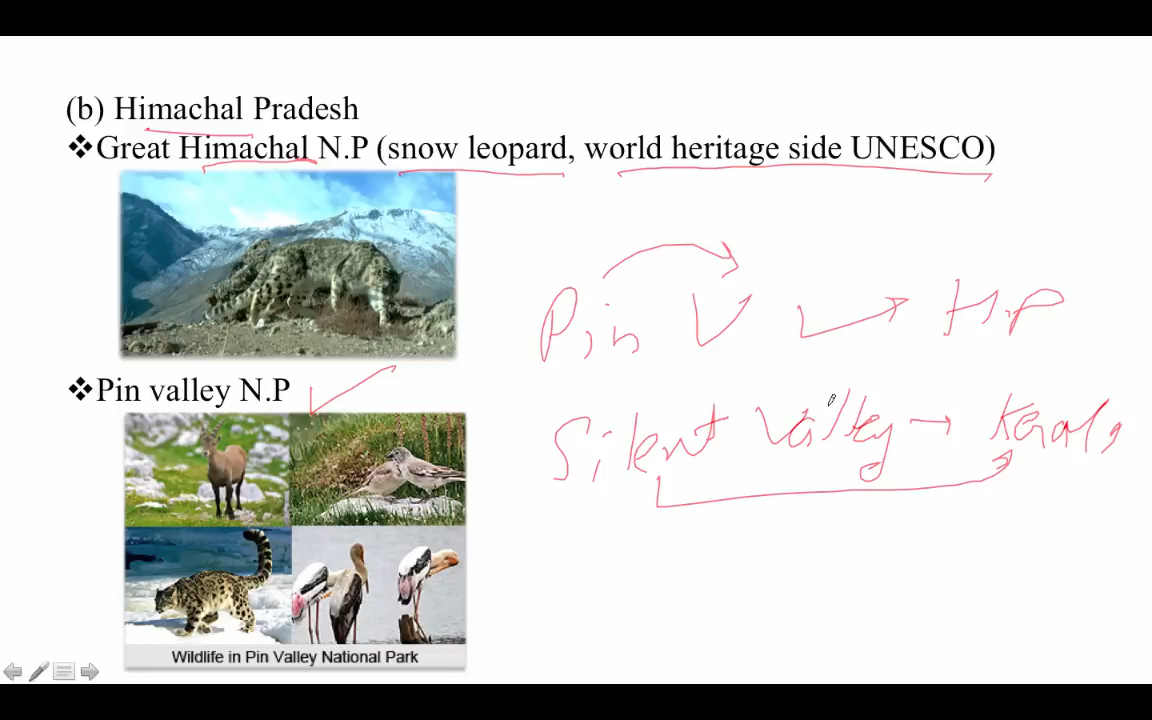 (b) Himachal Pradesh
❖Great Himachal N.P (snow leopard, world heritage side UNESCO)
Pin V → H.P
❖Pin valley N.P
Silent Valley → Kerala
Wildlife in Pin Valley National Park